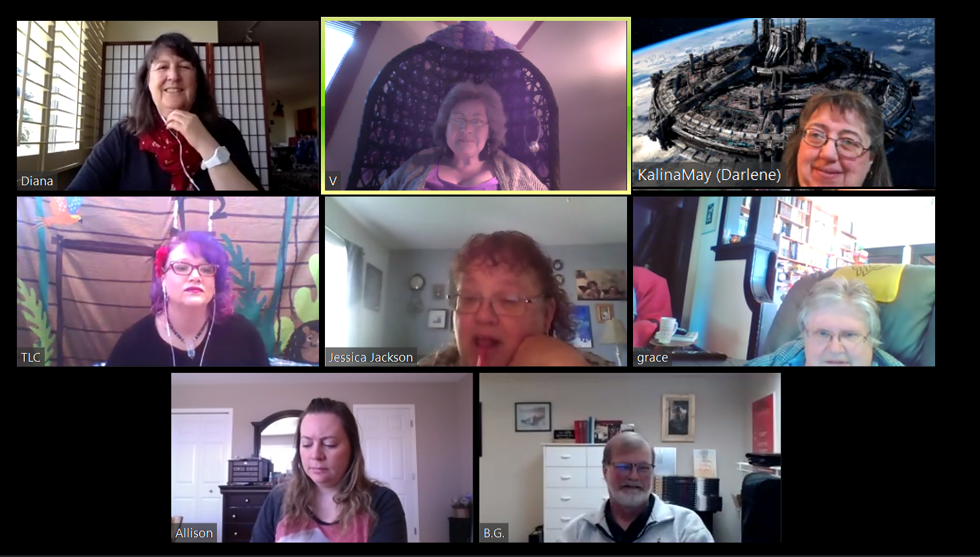 Diana
V
KalinaMay (Darlene)
TLC
Jessica Jackson
grace
Allison
B.G.